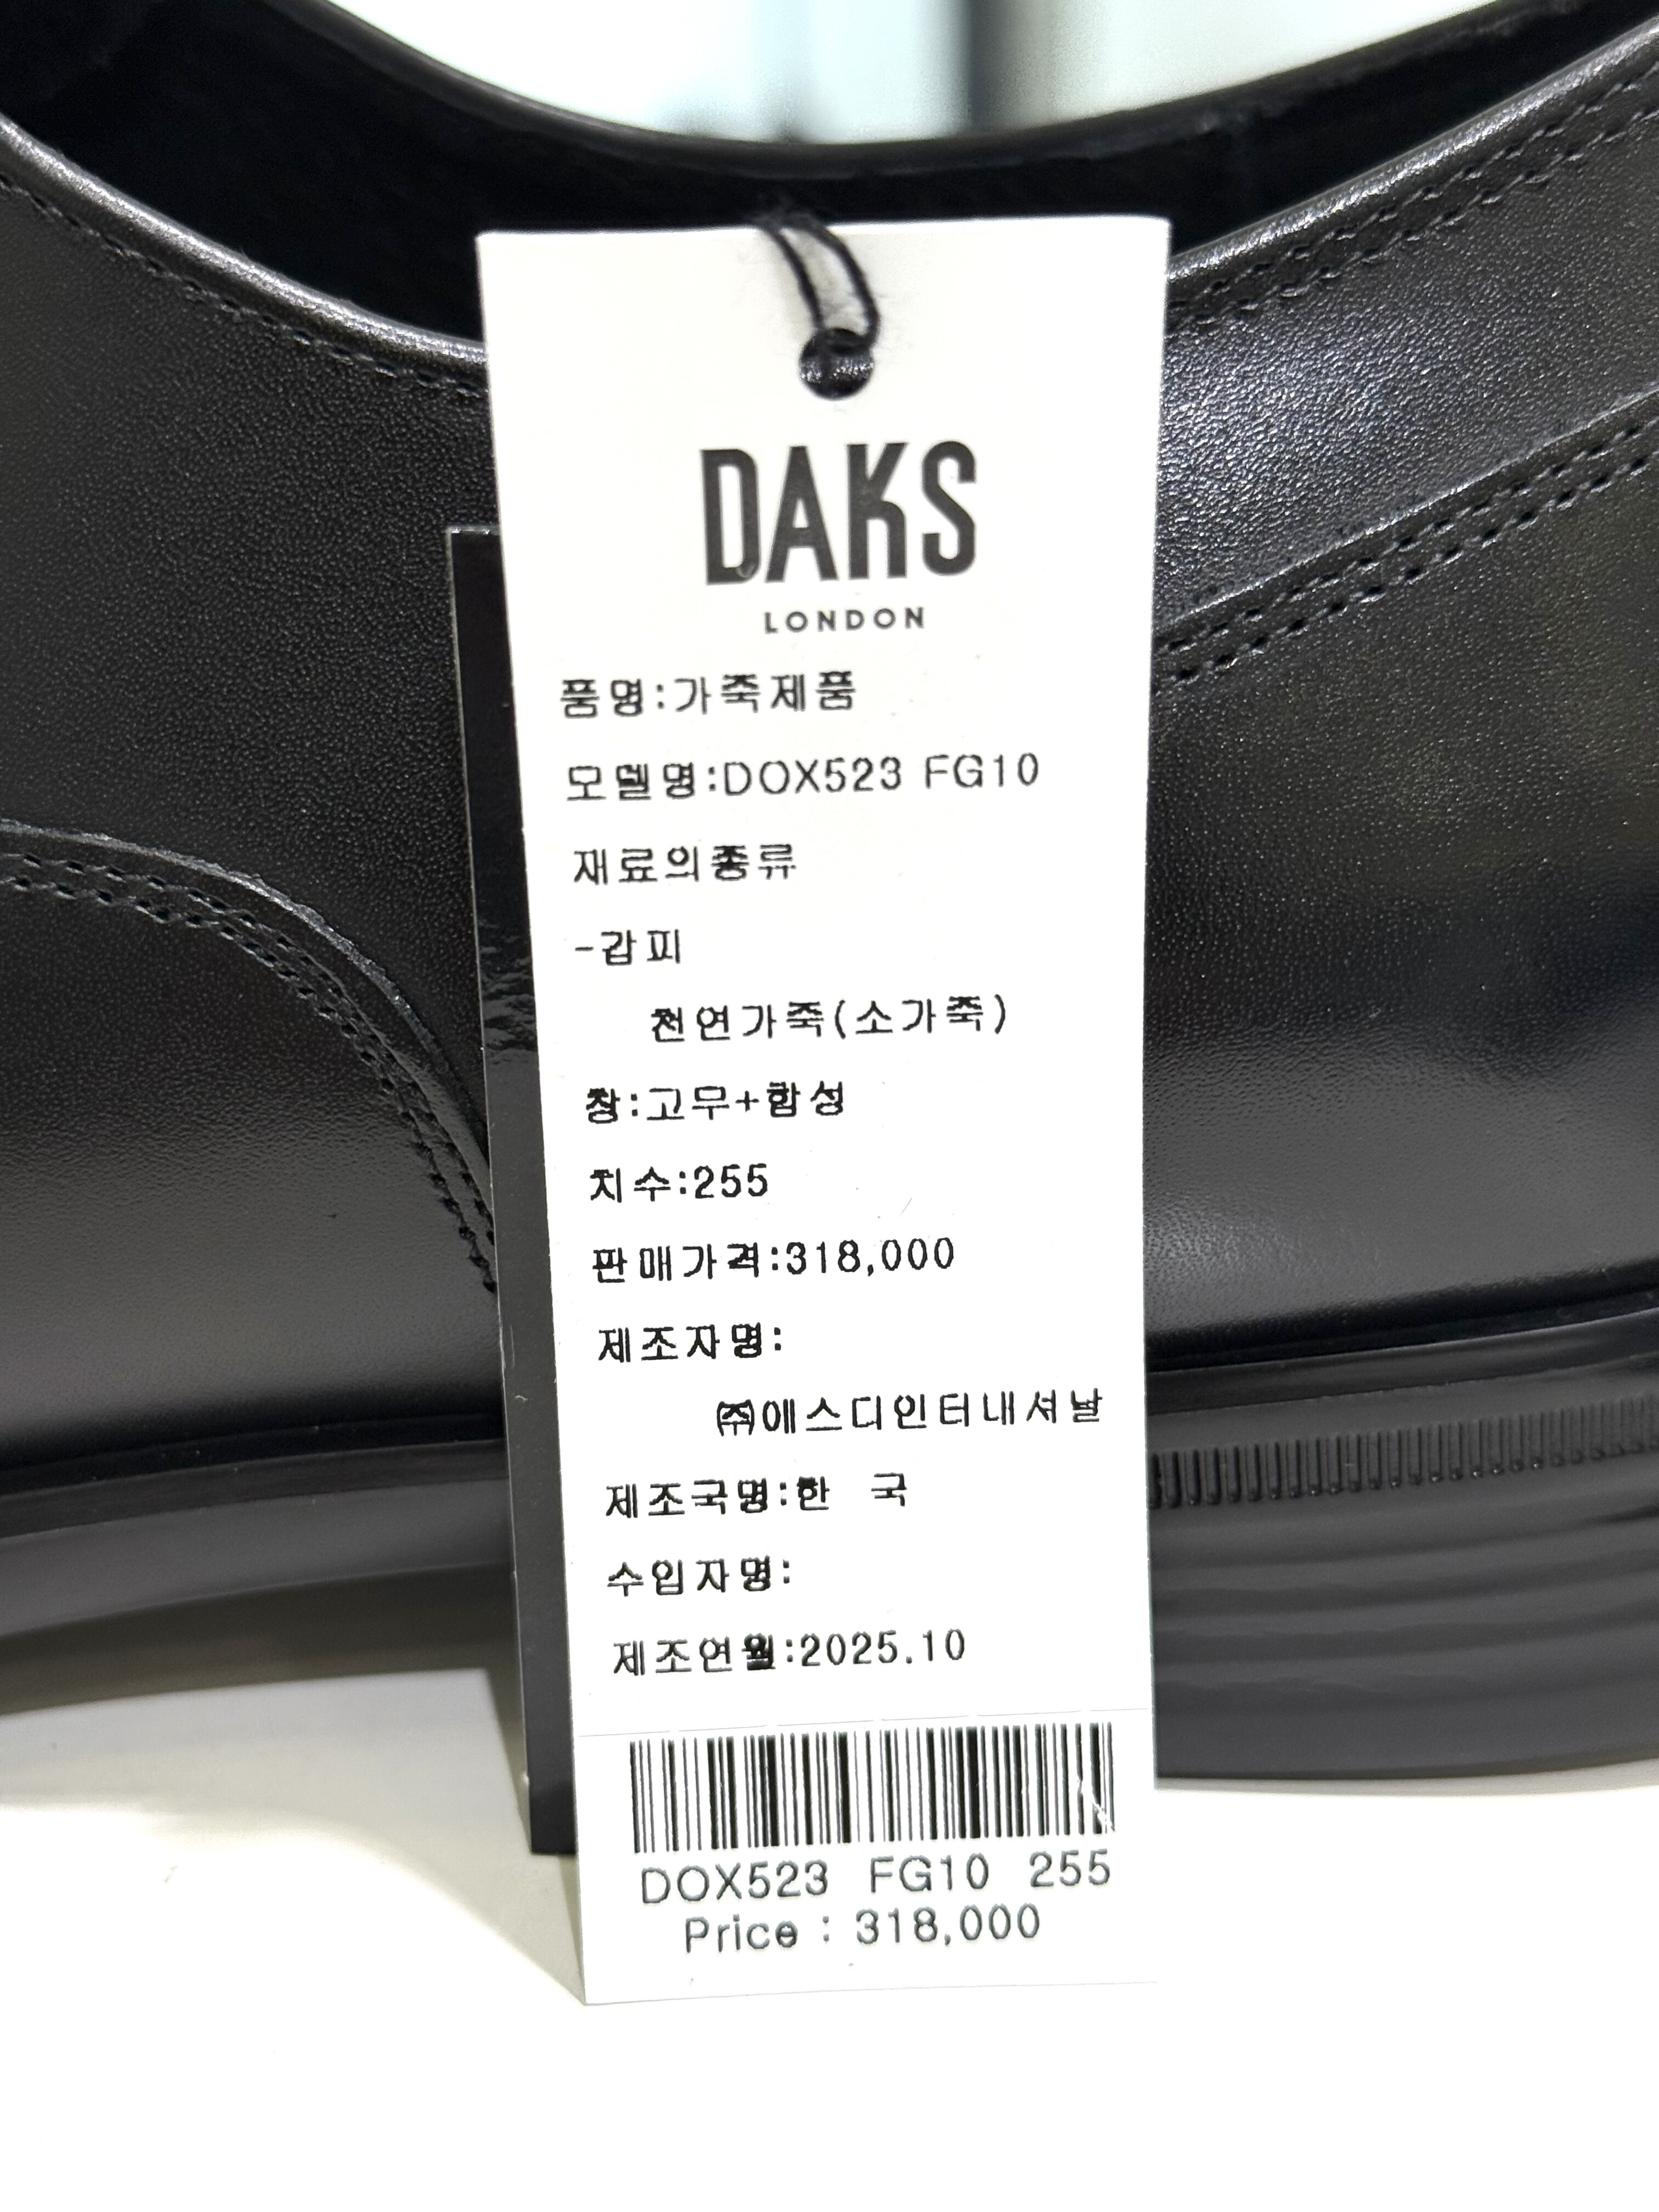 DAKS
LONDON
품명:가죽제품
모델명:DOX523 FG10
재료의종류
-갑피
천연가죽(소가죽)
창:고무+합성
치수:255
판매가격:318,000
제조자명:
㈜에스디인터내셔날
제조국명:한 국
수입자명:
제조연월:2025.10
DOX523 FG10 255
Price : 318,000